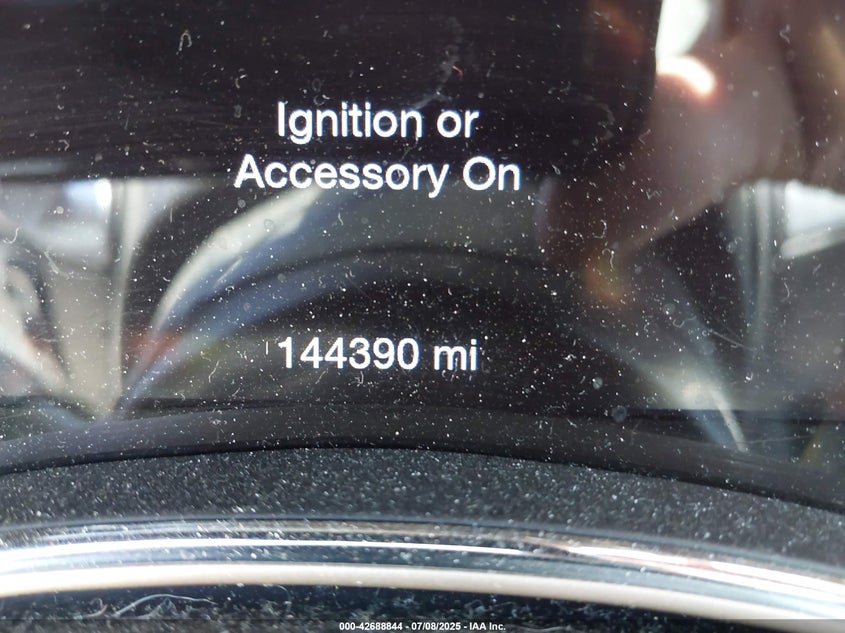 Ignition or
Accessory On
144390 mi
000-42688844 - 07/08/2025 - IAA Inc.